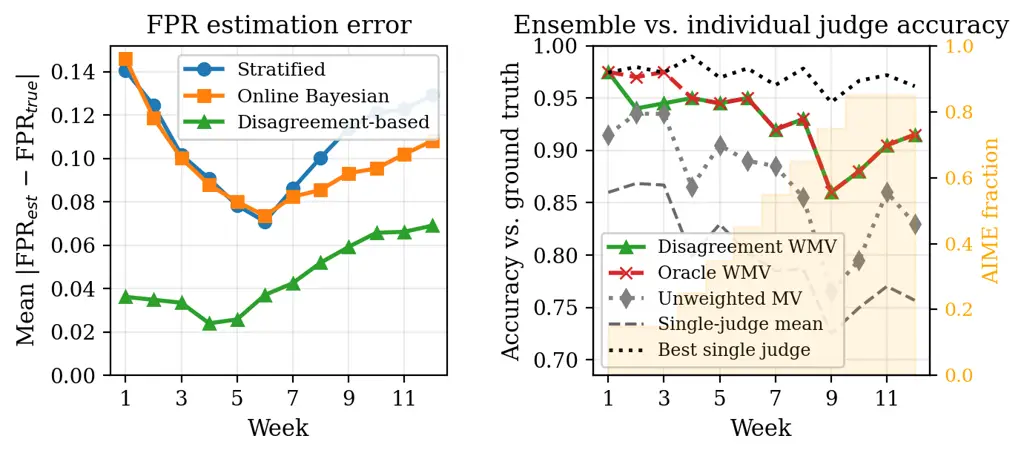 FPR estimation error
Mean |FPR_est − FPR_true|
0.14
0.12
0.10
0.08
0.06
0.04
0.02
0.00
Stratified
Online Bayesian
Disagreement-based
1 3 5 7 9 11
Week
Ensemble vs. individual judge accuracy
Accuracy vs. ground truth
1.00
0.95
0.90
0.85
0.80
0.75
0.70
Disagreement WMV
Oracle WMV
Unweighted MV
Single-judge mean
Best single judge
1 3 5 7 9 11
Week
1.0
0.8
0.6
0.4
0.2
0.0
AIME fraction